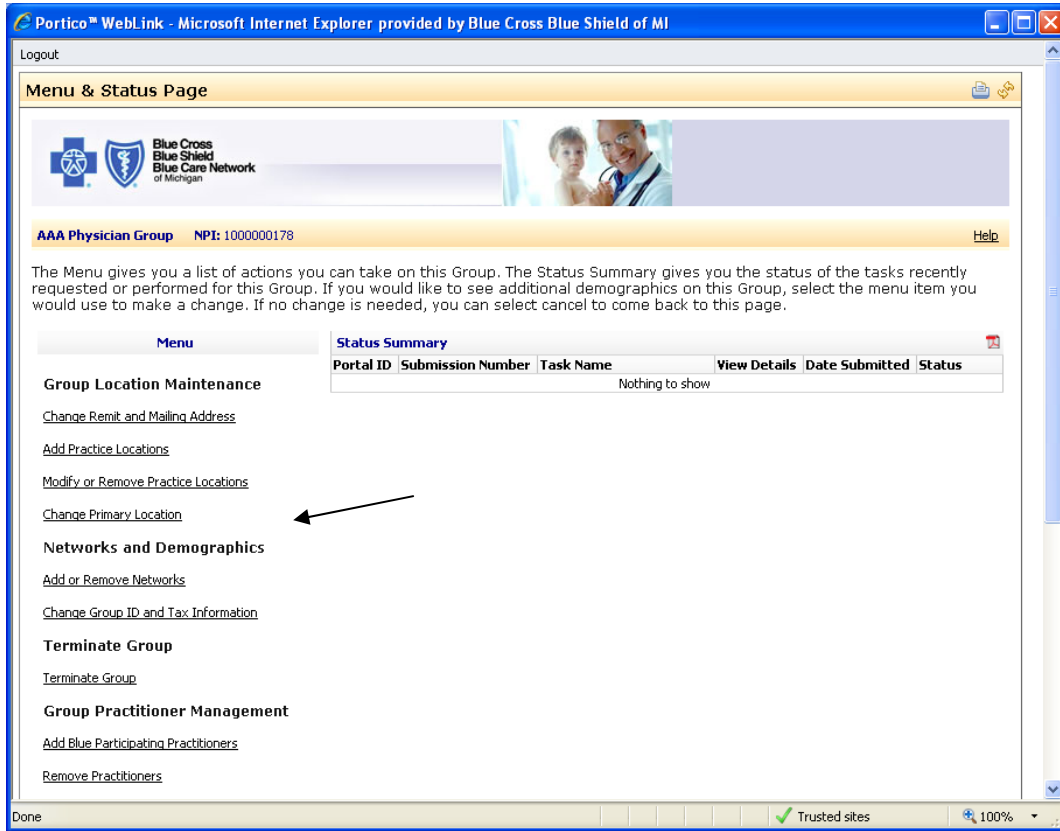 Portico™ WebLink - Microsoft Internet Explorer provided by Blue Cross Blue Shield of MI
Logout
Menu & Status Page
Blue Cross
Blue Shield
Blue Care Network
of Michigan
AAA Physician Group NPI: 1000000178 Help
The Menu gives you a list of actions you can take on this Group. The Status Summary gives you the status of the tasks recently
requested or performed for this Group. If you would like to see additional demographics on this Group, select the menu item you
would use to make a change. If no change is needed, you can select cancel to come back to this page.
Menu
Status Summary
Portal ID Submission Number Task Name View Details Date Submitted Status
Nothing to show
Group Location Maintenance
Change Remit and Mailing Address
Add Practice Locations
Modify or Remove Practice Locations
Change Primary Location
Networks and Demographics
Add or Remove Networks
Change Group ID and Tax Information
Terminate Group
Terminate Group
Group Practitioner Management
Add Blue Participating Practitioners
Remove Practitioners
Done Trusted sites 100%